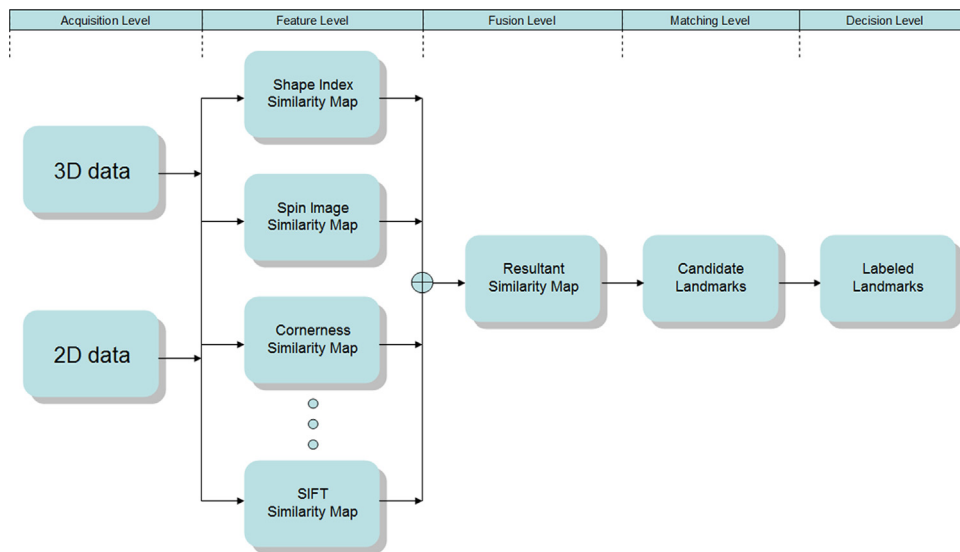 Acquisition Level
Feature Level
Fusion Level
Matching Level
Decision Level
3D data
2D data
Shape Index
Similarity Map
Spin Image
Similarity Map
Cornerness
Similarity Map
SIFT
Similarity Map
Resultant
Similarity Map
Candidate
Landmarks
Labeled
Landmarks